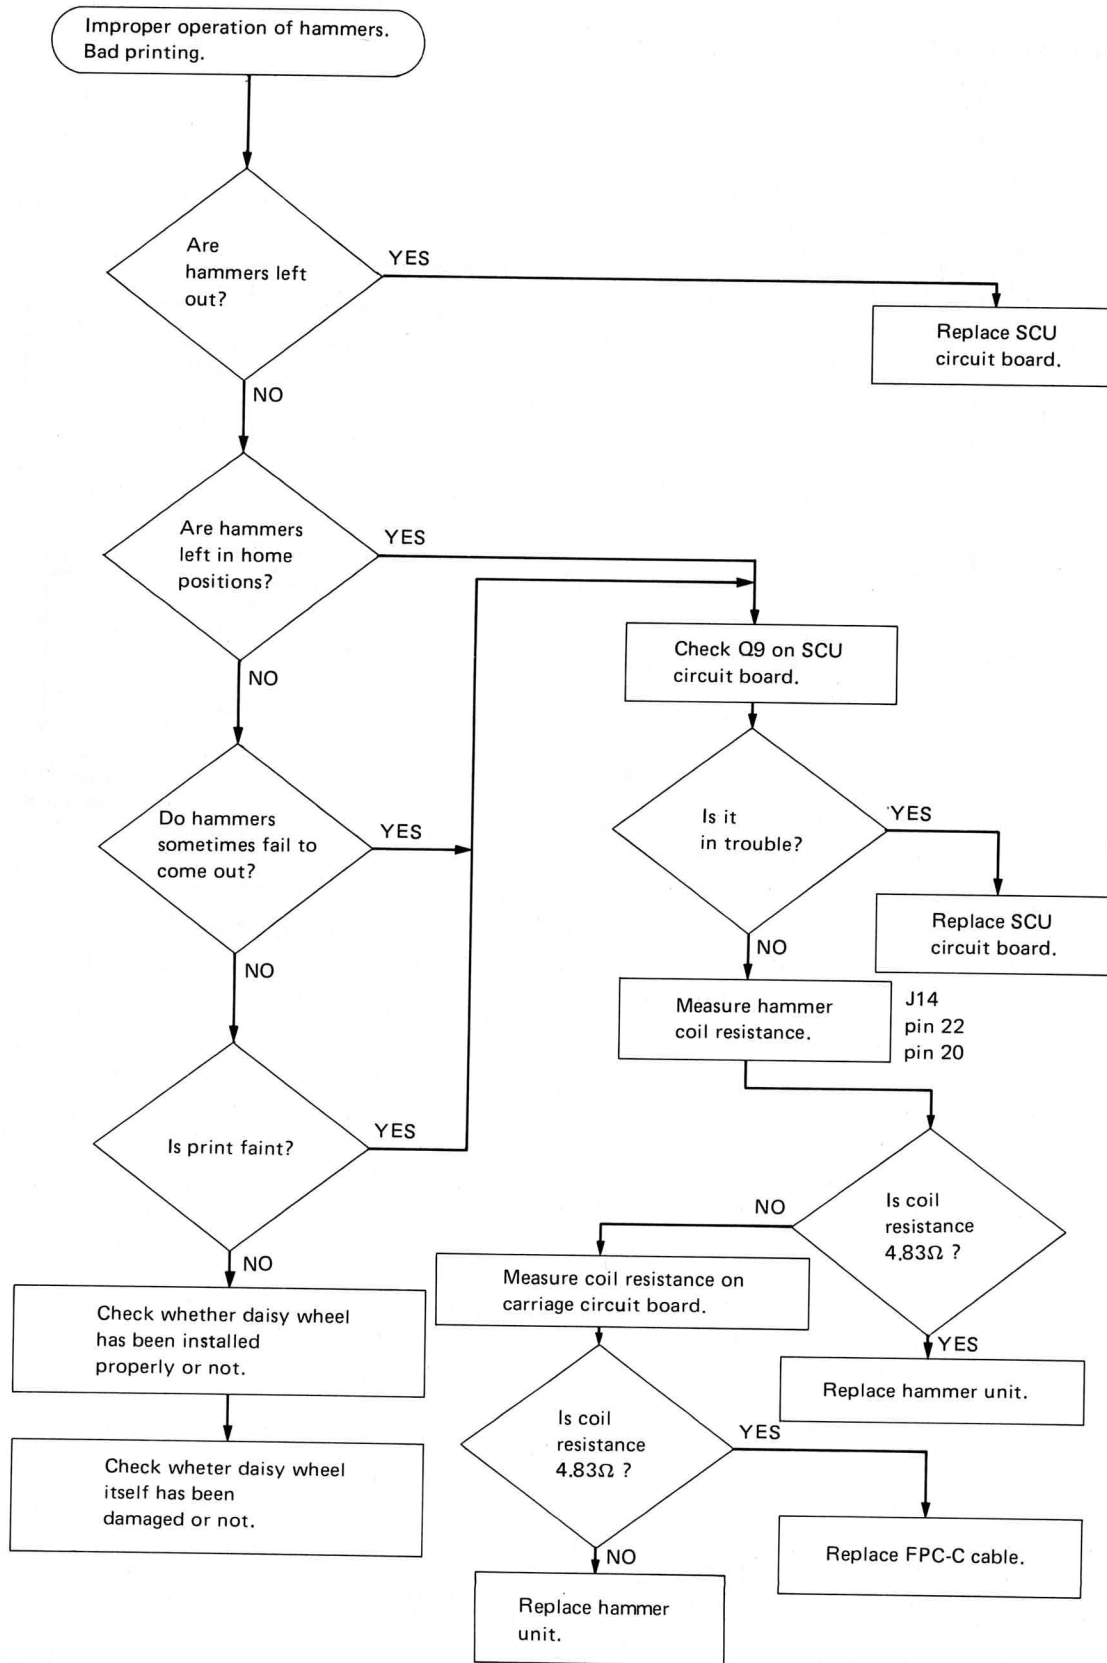 Improper operation of hammers.
Bad printing.
Are
hammers left
out?
YES
Replace SCU
circuit board.
NO
Are hammers
left in home
positions?
YES
Check Q9 on SCU
circuit board.
NO
Do hammers
sometimes fail to
come out?
YES
Is it
in trouble?
YES
Replace SCU
circuit board.
NO
NO
Measure hammer
coil resistance.
J14
pin 22
pin 20
Is print faint?
YES
Is coil
resistance
4.83Ω ?
NO
YES
Replace hammer unit.
NO
Check whether daisy wheel
has been installed
properly or not.
Check wheter daisy wheel
itself has been
damaged or not.
Measure coil resistance on
carriage circuit board.
Is coil
resistance
4.83Ω ?
YES
Replace FPC-C cable.
NO
Replace hammer
unit.